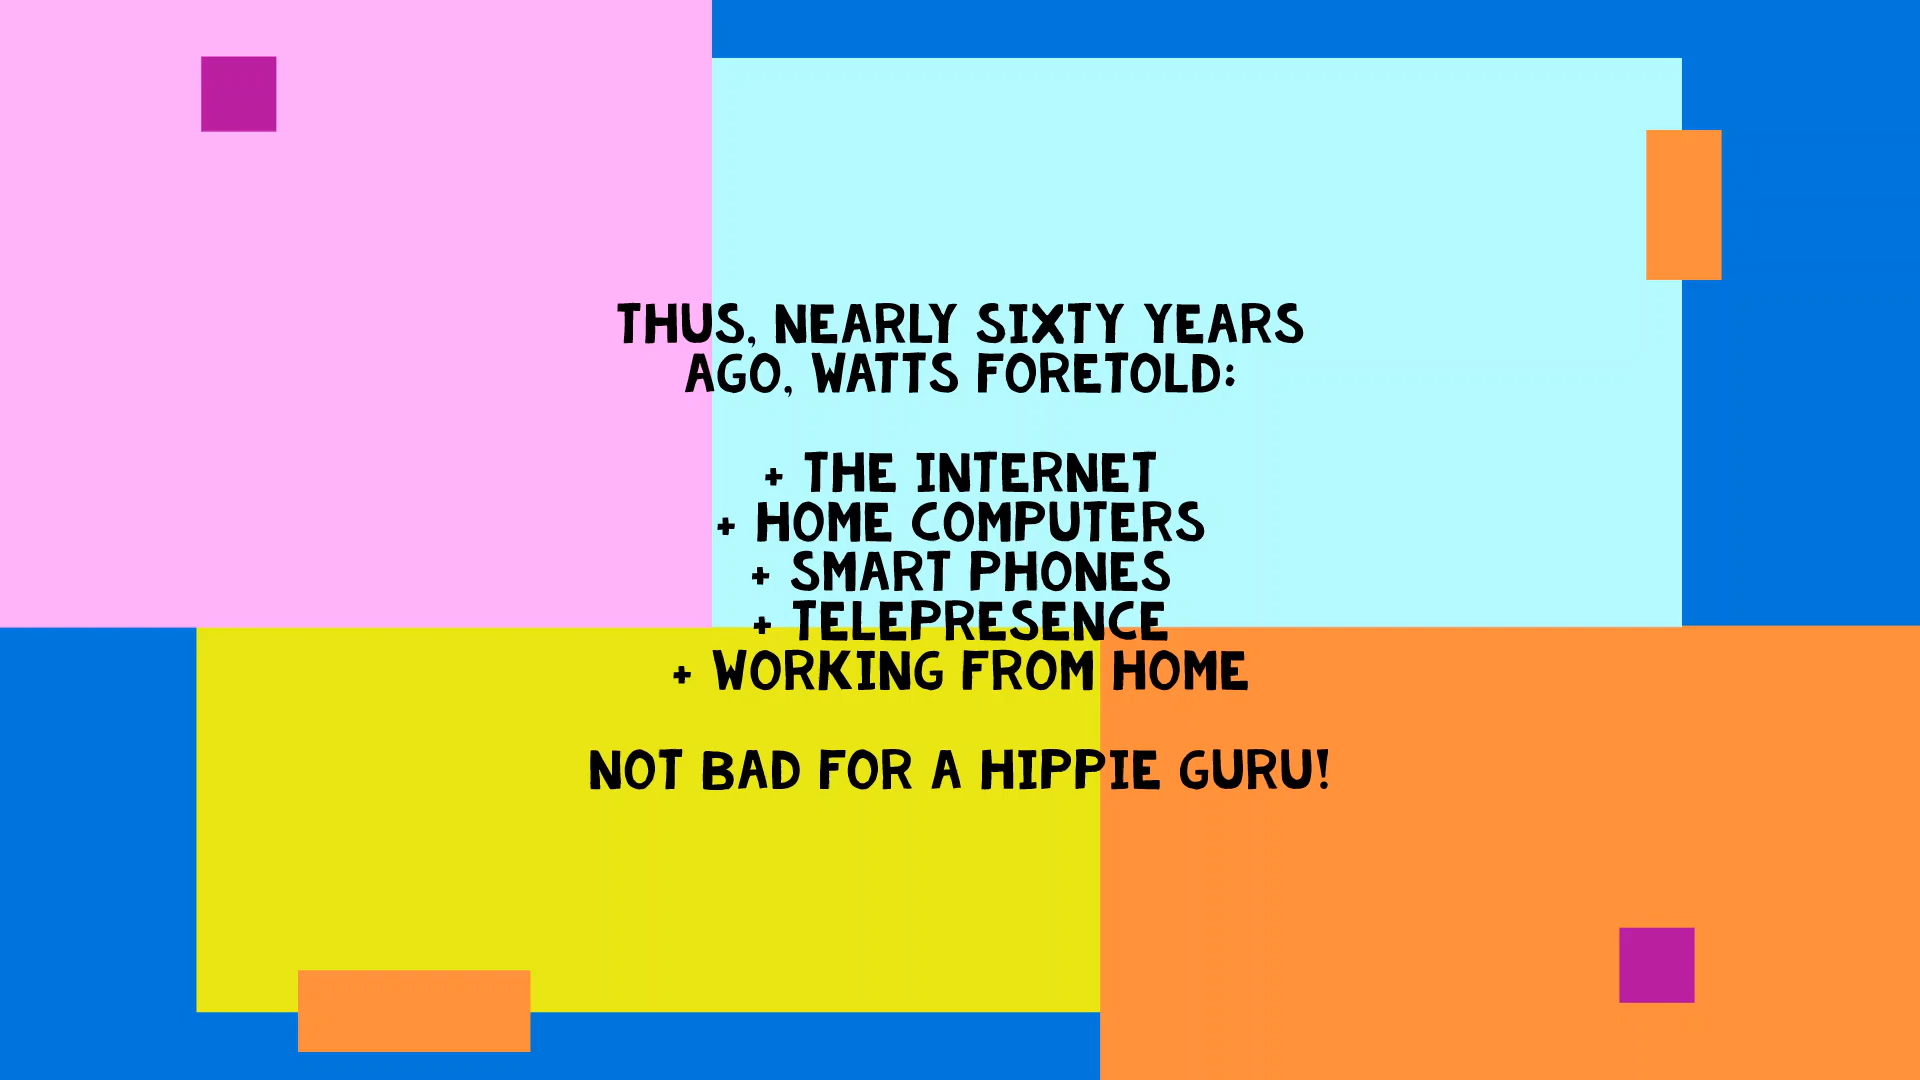 THUS, NEARLY SIXTY YEARS
AGO, WATTS FORETOLD:
+ THE INTERNET
+ HOME COMPUTERS
+ SMART PHONES
+ TELEPRESENCE
+ WORKING FROM HOME
NOT BAD FOR A HIPPIE GURU!